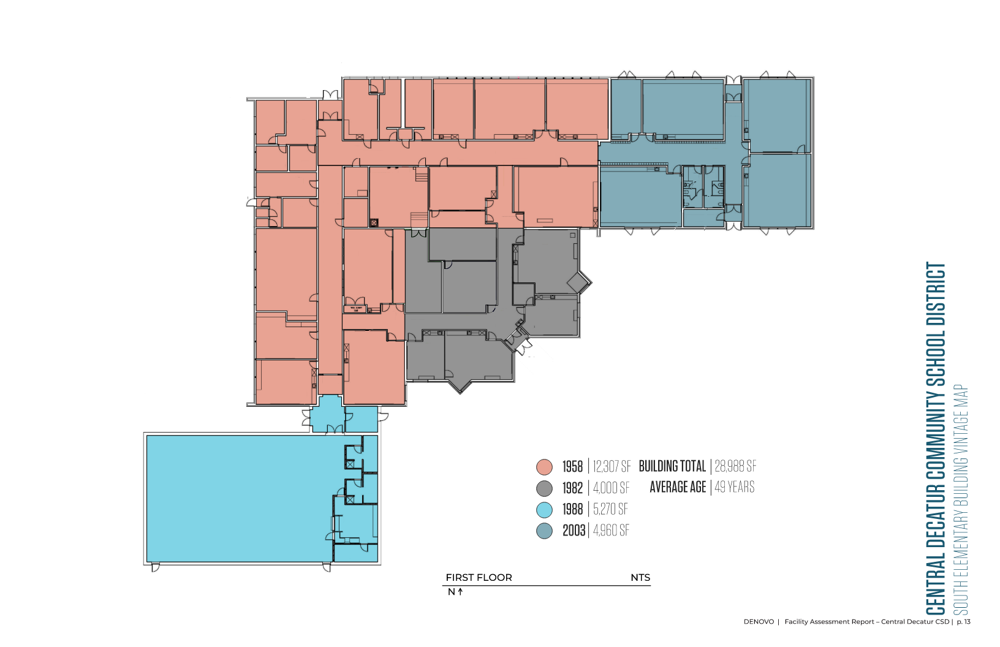 1958 | 12,307 SF BUILDING TOTAL | 28,988 SF
1982 | 4,000 SF AVERAGE AGE | 49 YEARS
1988 | 5,270 SF
2003 | 4,960 SF
FIRST FLOOR NTS
N ↑
CENTRAL DECATUR COMMUNITY SCHOOL DISTRICT
SOUTH ELEMENTARY BUILDING VINTAGE MAP
DENOVO | Facility Assessment Report – Central Decatur CSD | p. 13